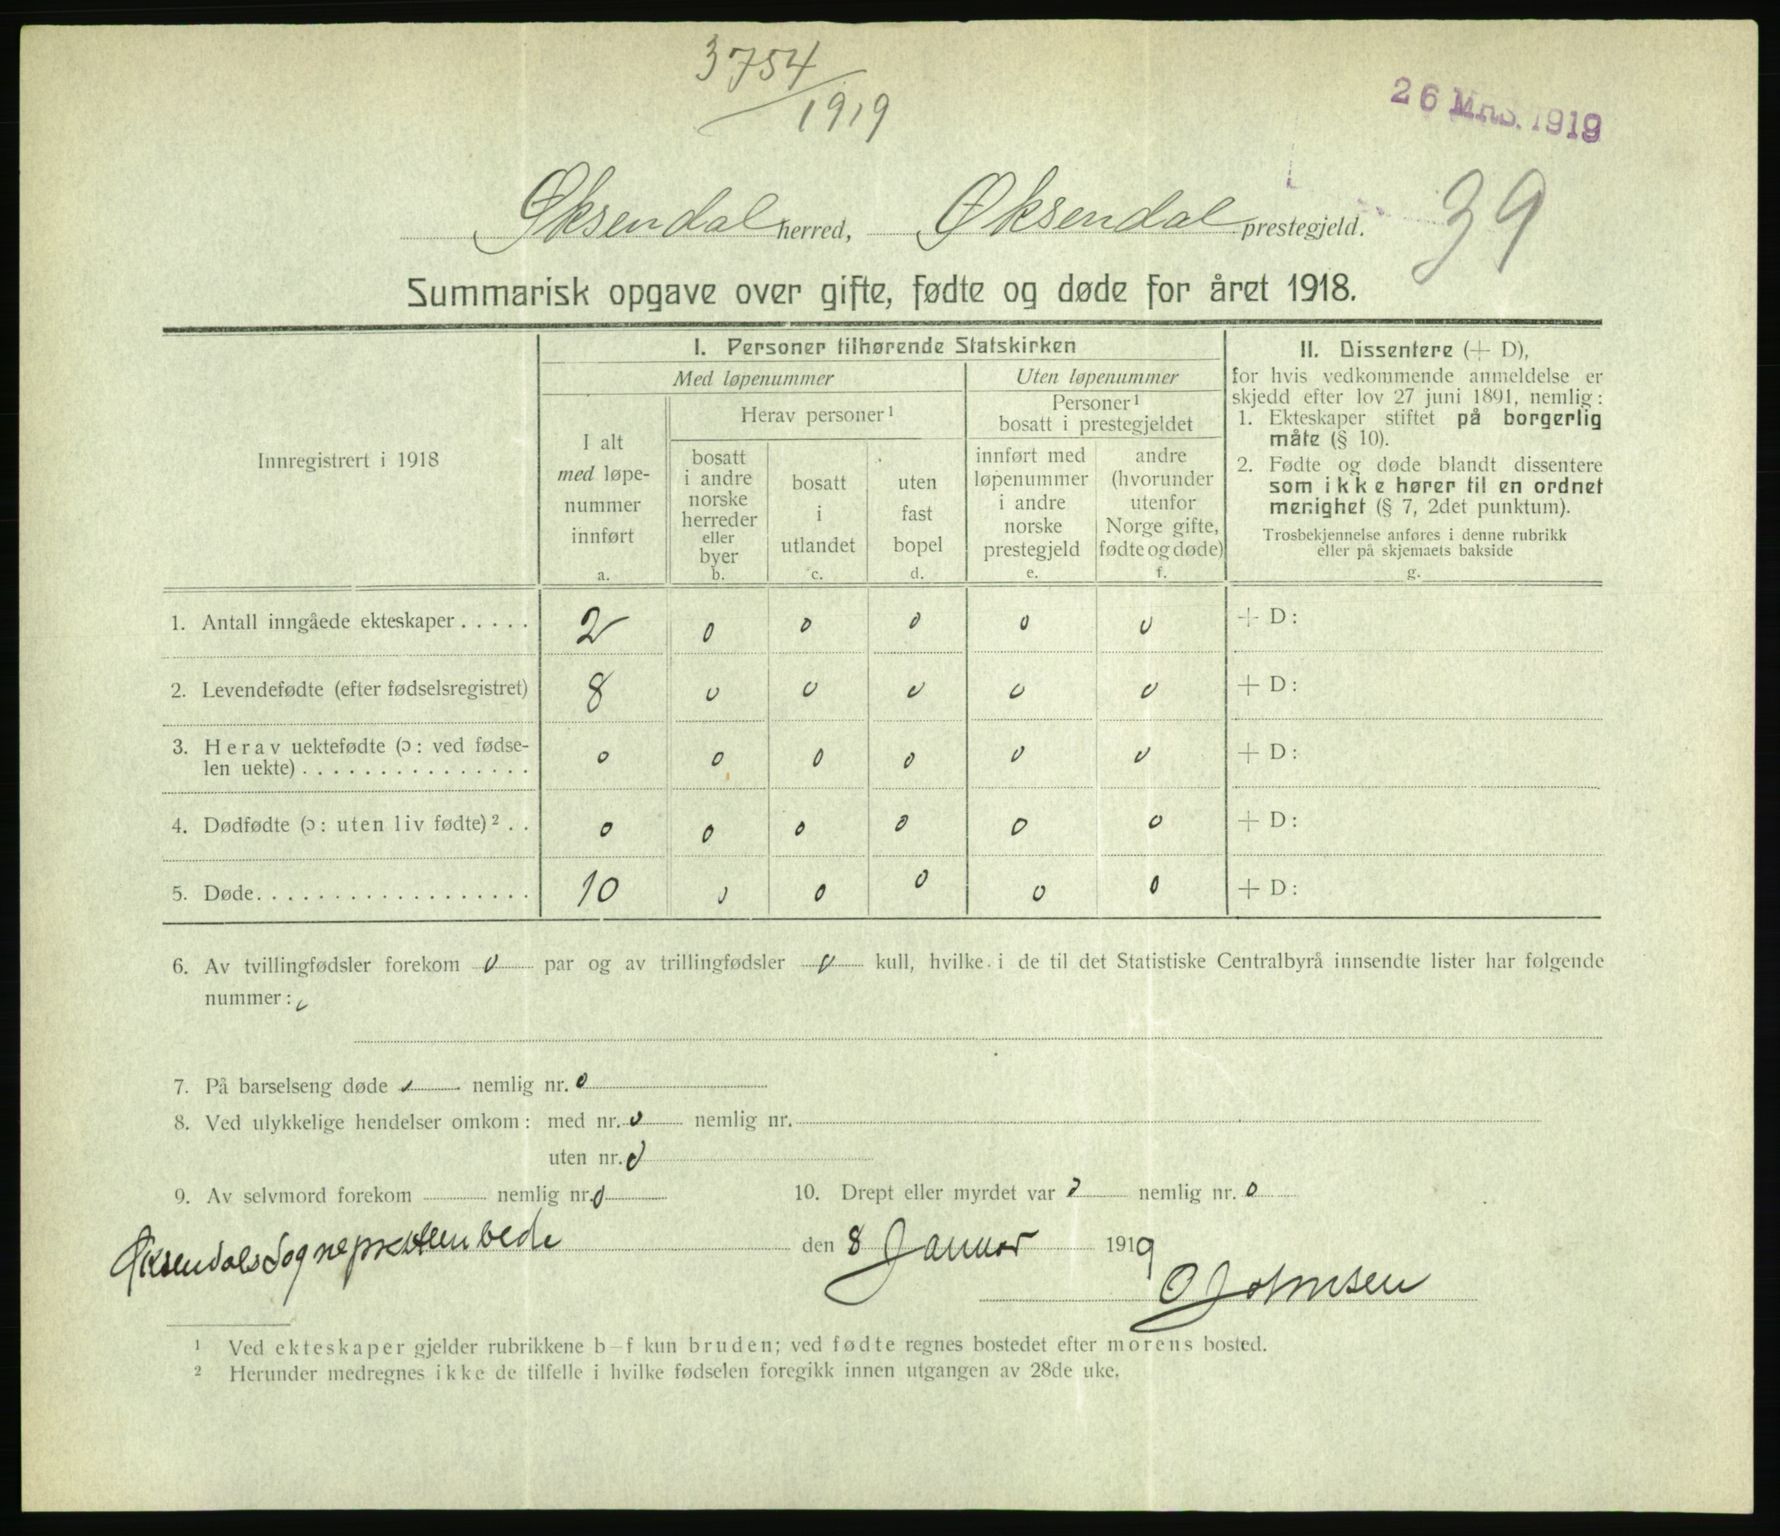 3754
1919
26 MRS. 1919
39
Øksendal herred, Øksendal prestegjeld.
Summarisk opgave over gifte, fødte og døde for året 1918.
Innregistrert i 1918
I. Personer tilhørende Statskirken
Med løpenummer
Uten løpenummer
I alt
med løpe-
nummer
innført
a.
Herav personer¹
bosatt
i andre
norske
herreder
eller
byer
b.
bosatt
i
utlandet
c.
uten
fast
bopel
d.
Personer¹
bosatt i prestegjeldet
innført med
løpenummer
i andre
norske
prestegjeld
e.
andre
(hvorunder
utenfor
Norge gifte,
fødte og døde)
f.
II. Dissentere (+ D),
for hvis vedkommende anmeldelse er
skjedd efter lov 27 juni 1891, nemlig:
1. Ekteskaper stiftet på borgerlig
måte (§ 10).
2. Fødte og døde blandt dissentere
som ikke hører til en ordnet
menighet (§ 7, 2det punktum).
Trosbekjennelse anføres i denne rubrikk
eller på skjemaets bakside
g.
1. Antall inngåede ekteskaper ..... 2 0 0 0 0 0 + D:
2. Levendefødte (efter fødselsregistret) 8 0 0 0 0 0 + D:
3. Herav uektefødte (ɔ: ved fødse-
len uekte) ............... 0 0 0 0 0 0 + D:
4. Dødfødte (ɔ: uten liv fødte)² .. 0 0 0 0 0 0 + D:
5. Døde.................. 10 0 0 0 0 0 + D:
6. Av tvillingfødsler forekom 0 par og av trillingfødsler 0 kull, hvilke i de til det Statistiske Centralbyrå innsendte lister har følgende
nummer:
7. På barselseng døde nemlig nr. 0
8. Ved ulykkelige hendelser omkom: med nr. 0 nemlig nr.
uten nr. 0
9. Av selvmord forekom nemlig nr. 0 10. Drept eller myrdet var 0 nemlig nr. 0
Øksendals Sogneprestembede den 8 Januar 1919
O Johnsen
¹ Ved ekteskaper gjelder rubrikkene b–f kun bruden; ved fødte regnes bostedet efter morens bosted.
² Herunder medregnes ikke de tilfelle i hvilke fødselen foregikk innen utgangen av 28de uke.